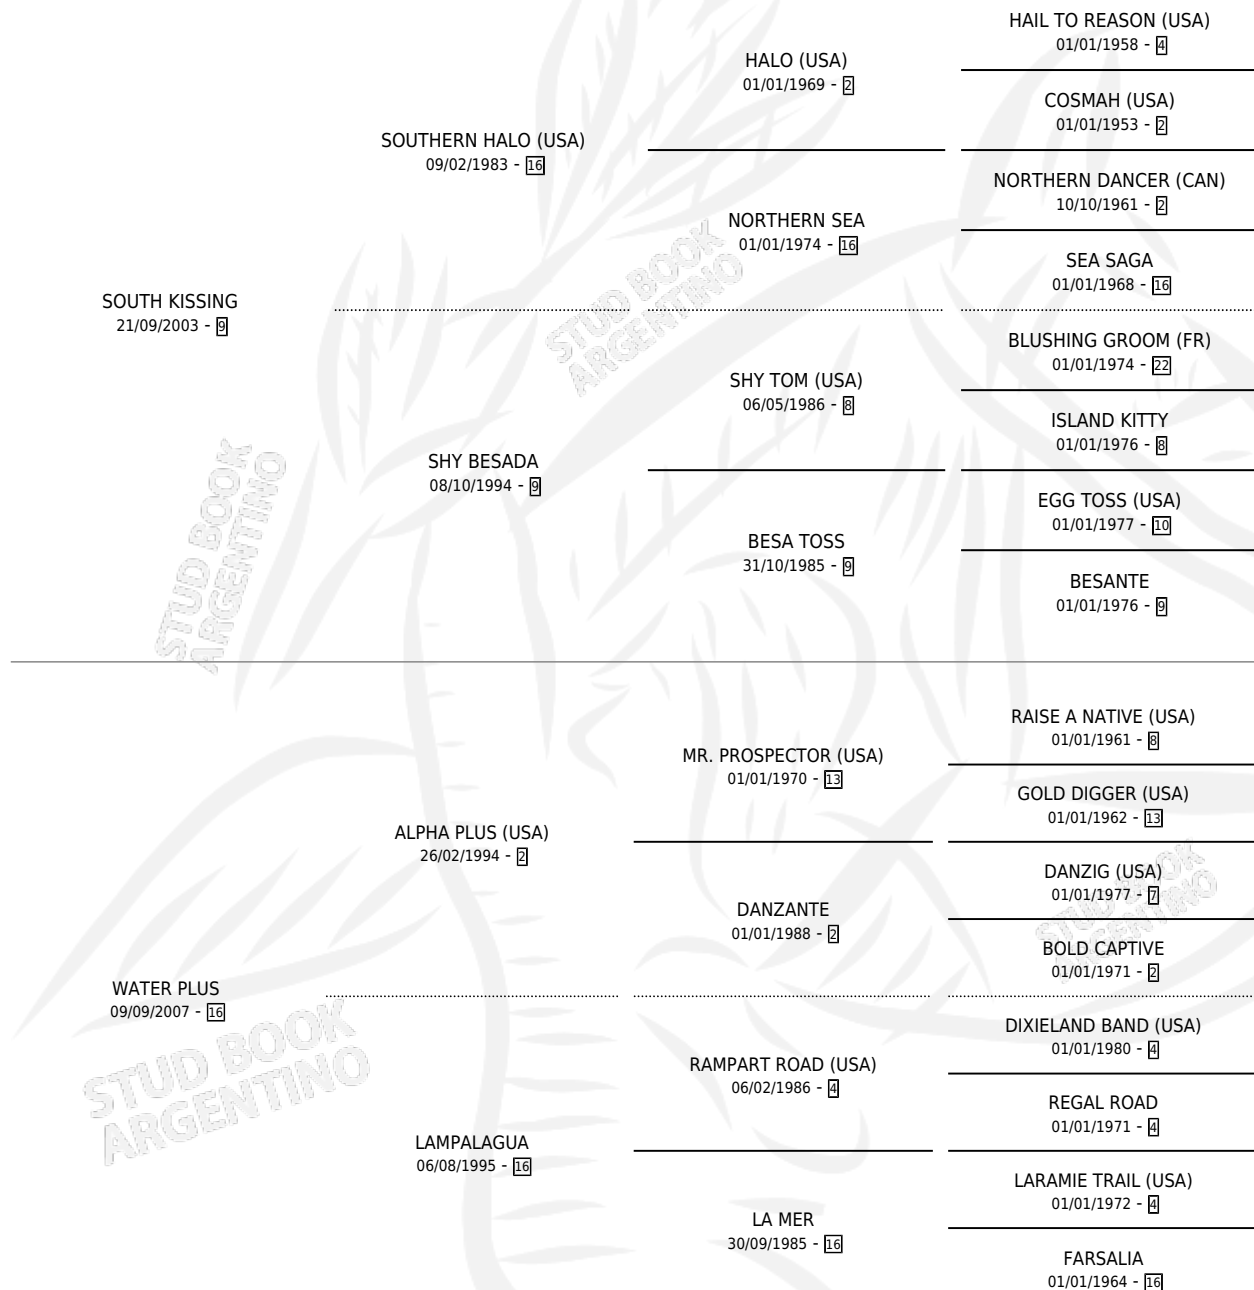 HAIL TO REASON (USA)
01/01/1958 - 4
HALO (USA)
01/01/1969 - 2
COSMAH (USA)
01/01/1953 - 2
SOUTHERN HALO (USA)
09/02/1983 - 16
NORTHERN DANCER (CAN)
10/10/1961 - 2
NORTHERN SEA
01/01/1974 - 16
SEA SAGA
01/01/1968 - 16
SOUTH KISSING
21/09/2003 - 9
STUD BOOK
ARGENTINO
BLUSHING GROOM (FR)
01/01/1974 - 22
SHY TOM (USA)
06/05/1986 - 8
ISLAND KITTY
01/01/1976 - 8
SHY BESADA
08/10/1994 - 9
EGG TOSS (USA)
01/01/1977 - 10
BESA TOSS
31/10/1985 - 9
BESANTE
01/01/1976 - 9
STUD BOOK
ARGENTINO
RAISE A NATIVE (USA)
01/01/1961 - 8
MR. PROSPECTOR (USA)
01/01/1970 - 13
GOLD DIGGER (USA)
01/01/1962 - 13
ALPHA PLUS (USA)
26/02/1994 - 2
DANZIG (USA)
01/01/1977 - 7
DANZANTE
01/01/1988 - 2
BOLD CAPTIVE
01/01/1971 - 2
STUD BOOK
ARGENTINO
WATER PLUS
09/09/2007 - 16
DIXIELAND BAND (USA)
01/01/1980 - 4
RAMPART ROAD (USA)
06/02/1986 - 4
REGAL ROAD
01/01/1971 - 4
STUD BOOK
ARGENTINO
LAMPALAGUA
06/08/1995 - 16
LARAMIE TRAIL (USA)
01/01/1972 - 4
LA MER
30/09/1985 - 16
FARSALIA
01/01/1964 - 16